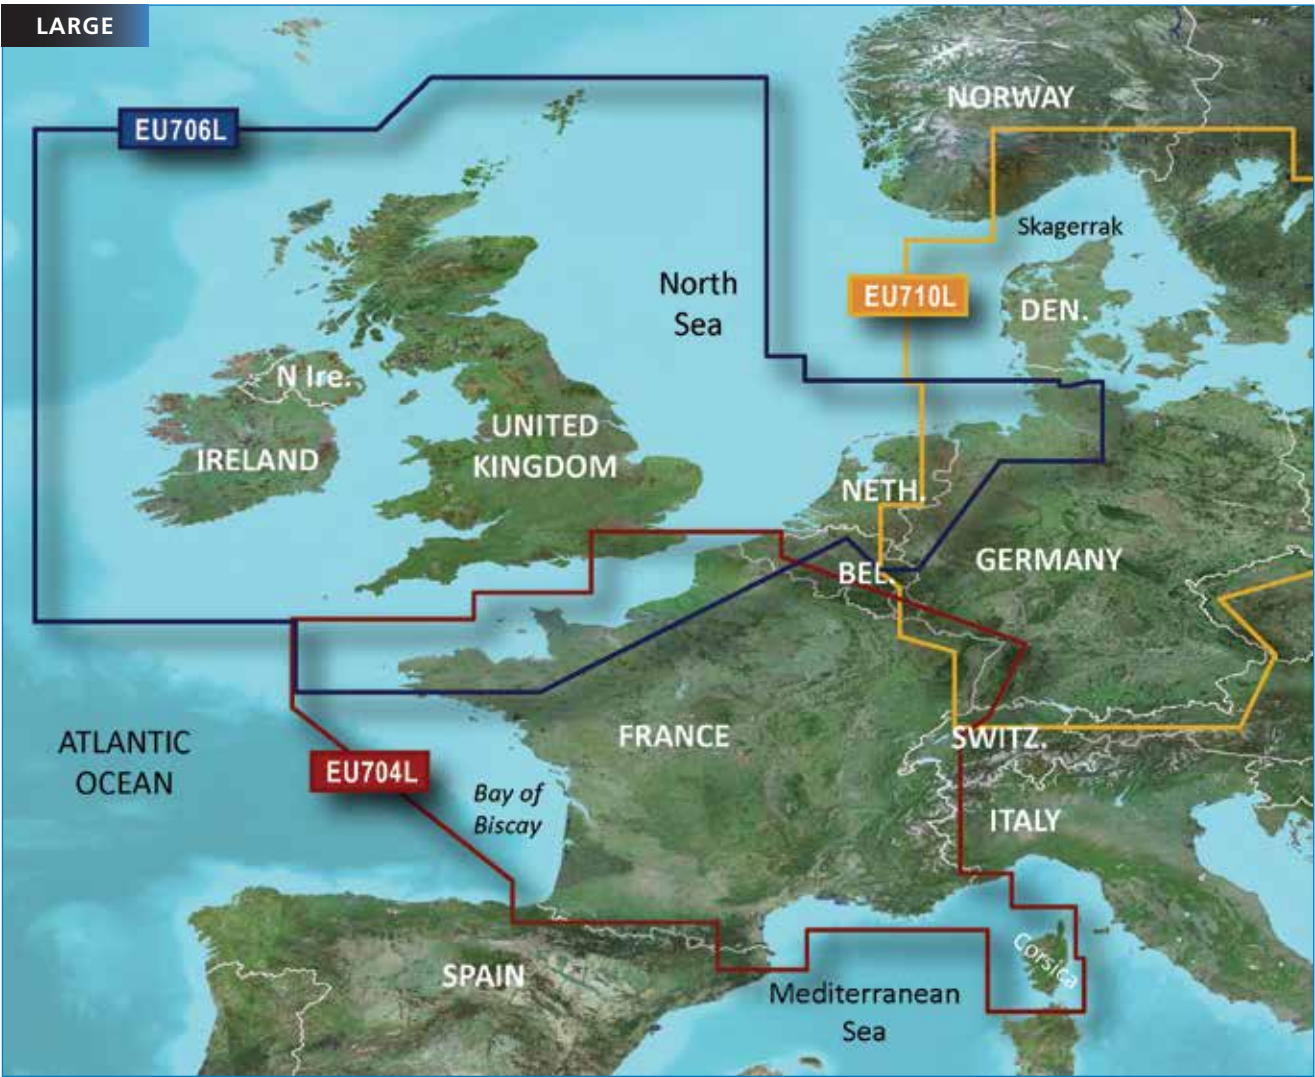 LARGE
NORWAY
EU706L
Skagerrak
North
Sea
EU710L
DEN.
N Ire.
UNITED
KINGDOM
IRELAND
NETH.
BEL.
GERMANY
FRANCE
SWITZ.
ATLANTIC
OCEAN
EU704L
Bay of
Biscay
ITALY
Corsica
SPAIN
Mediterranean
Sea